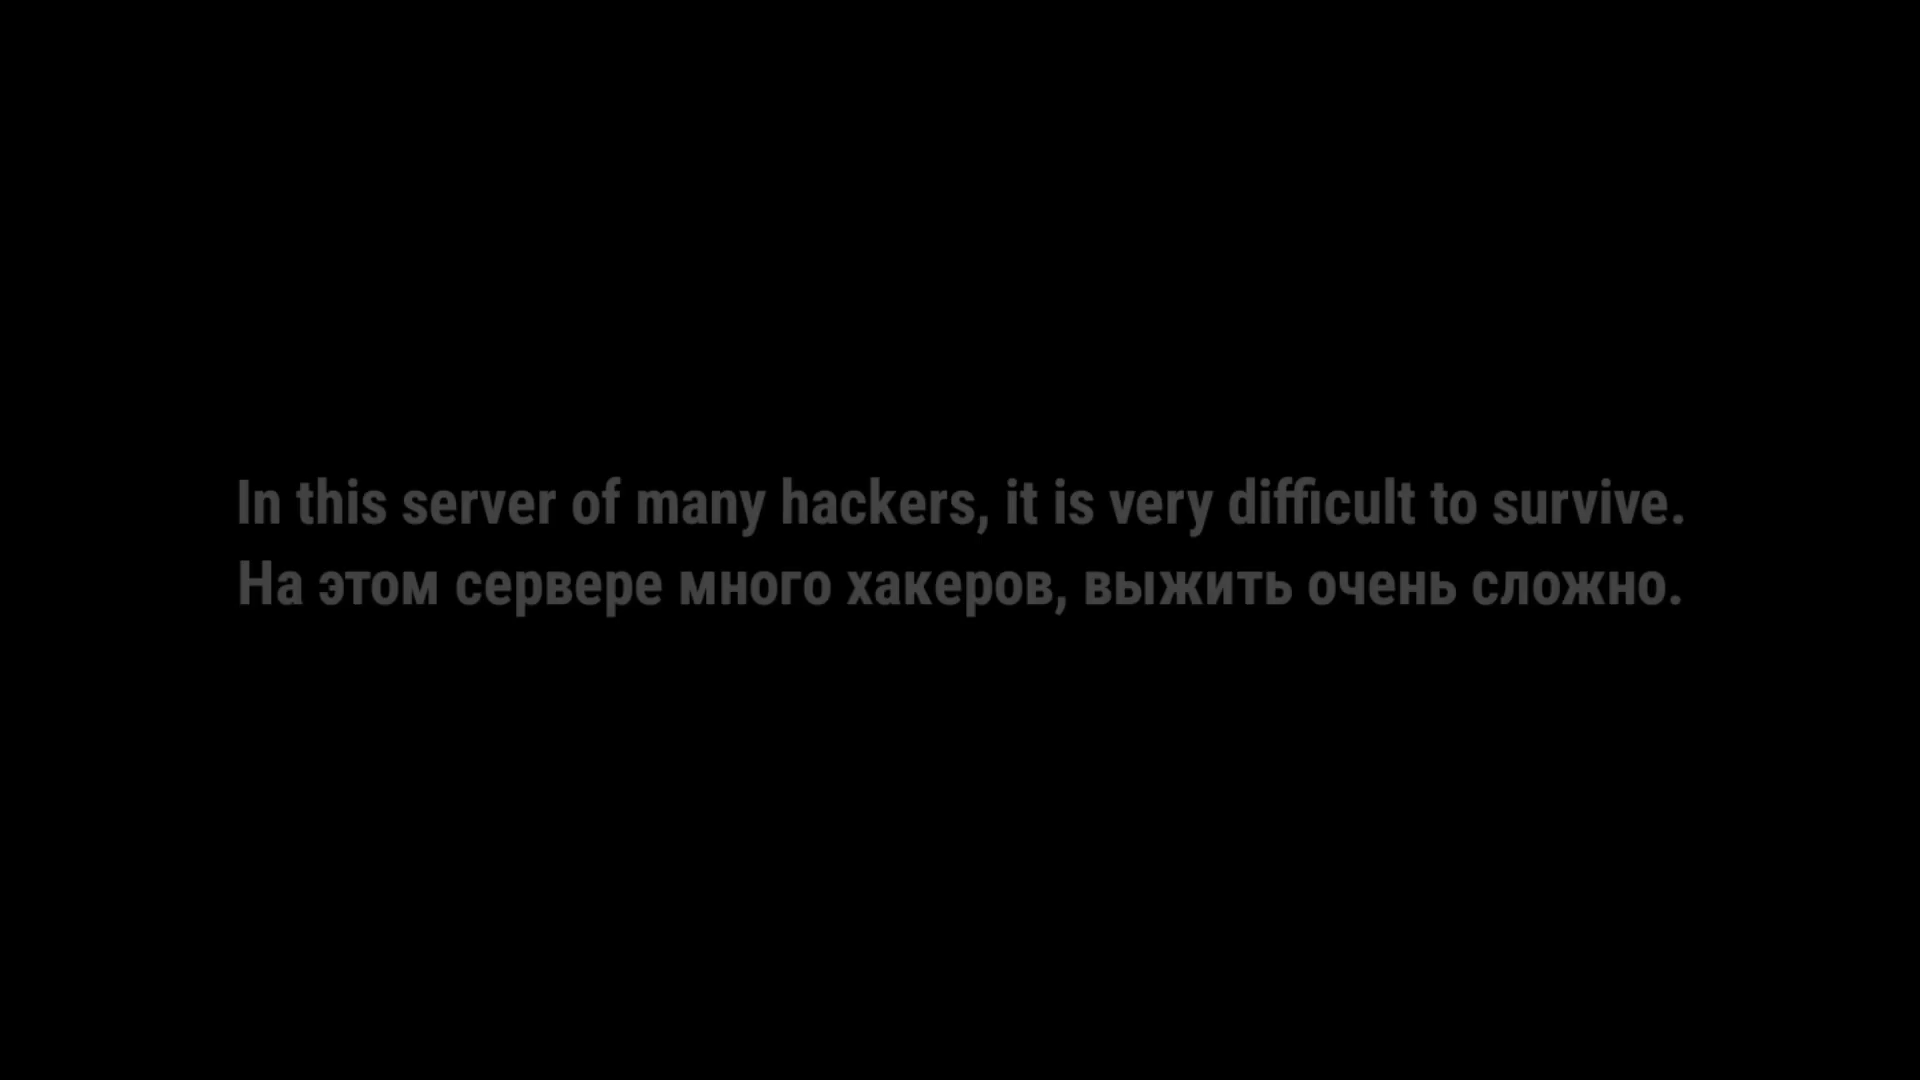 In this server of many hackers, it is very difficult to survive.
На этом сервере много хакеров, выжить очень сложно.